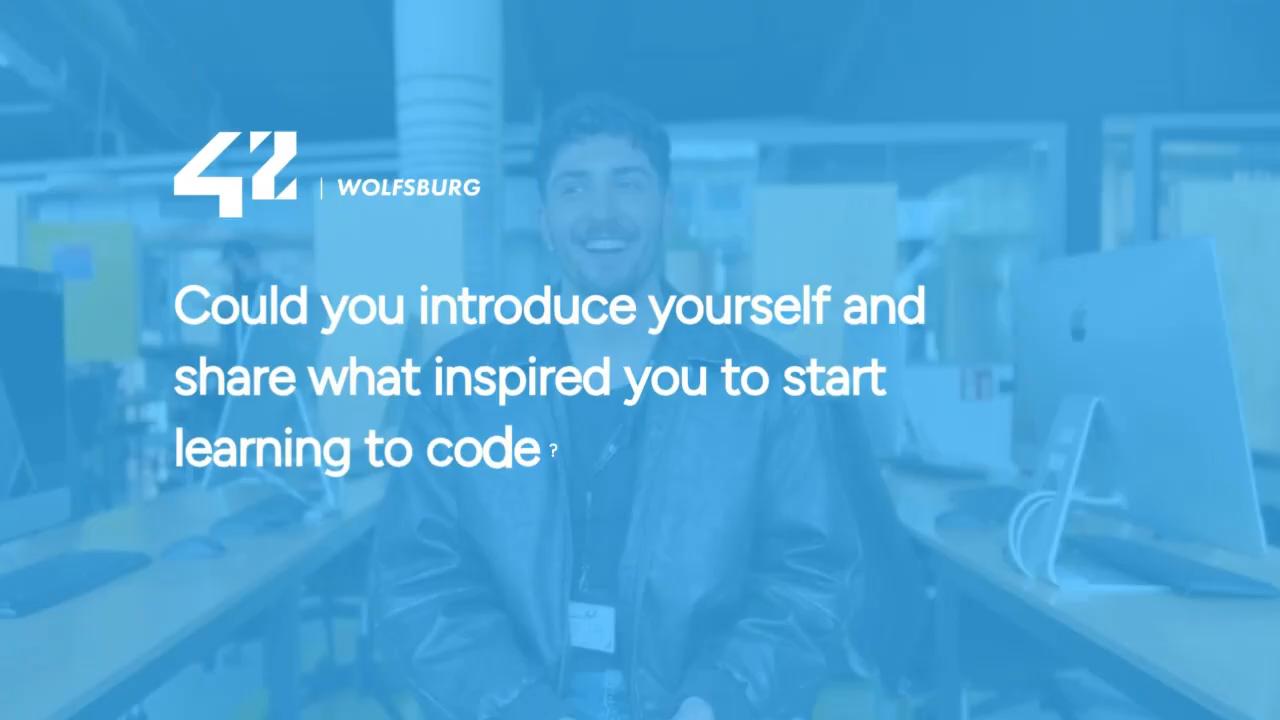 42 | WOLFSBURG
Could you introduce yourself and
share what inspired you to start
learning to code ?